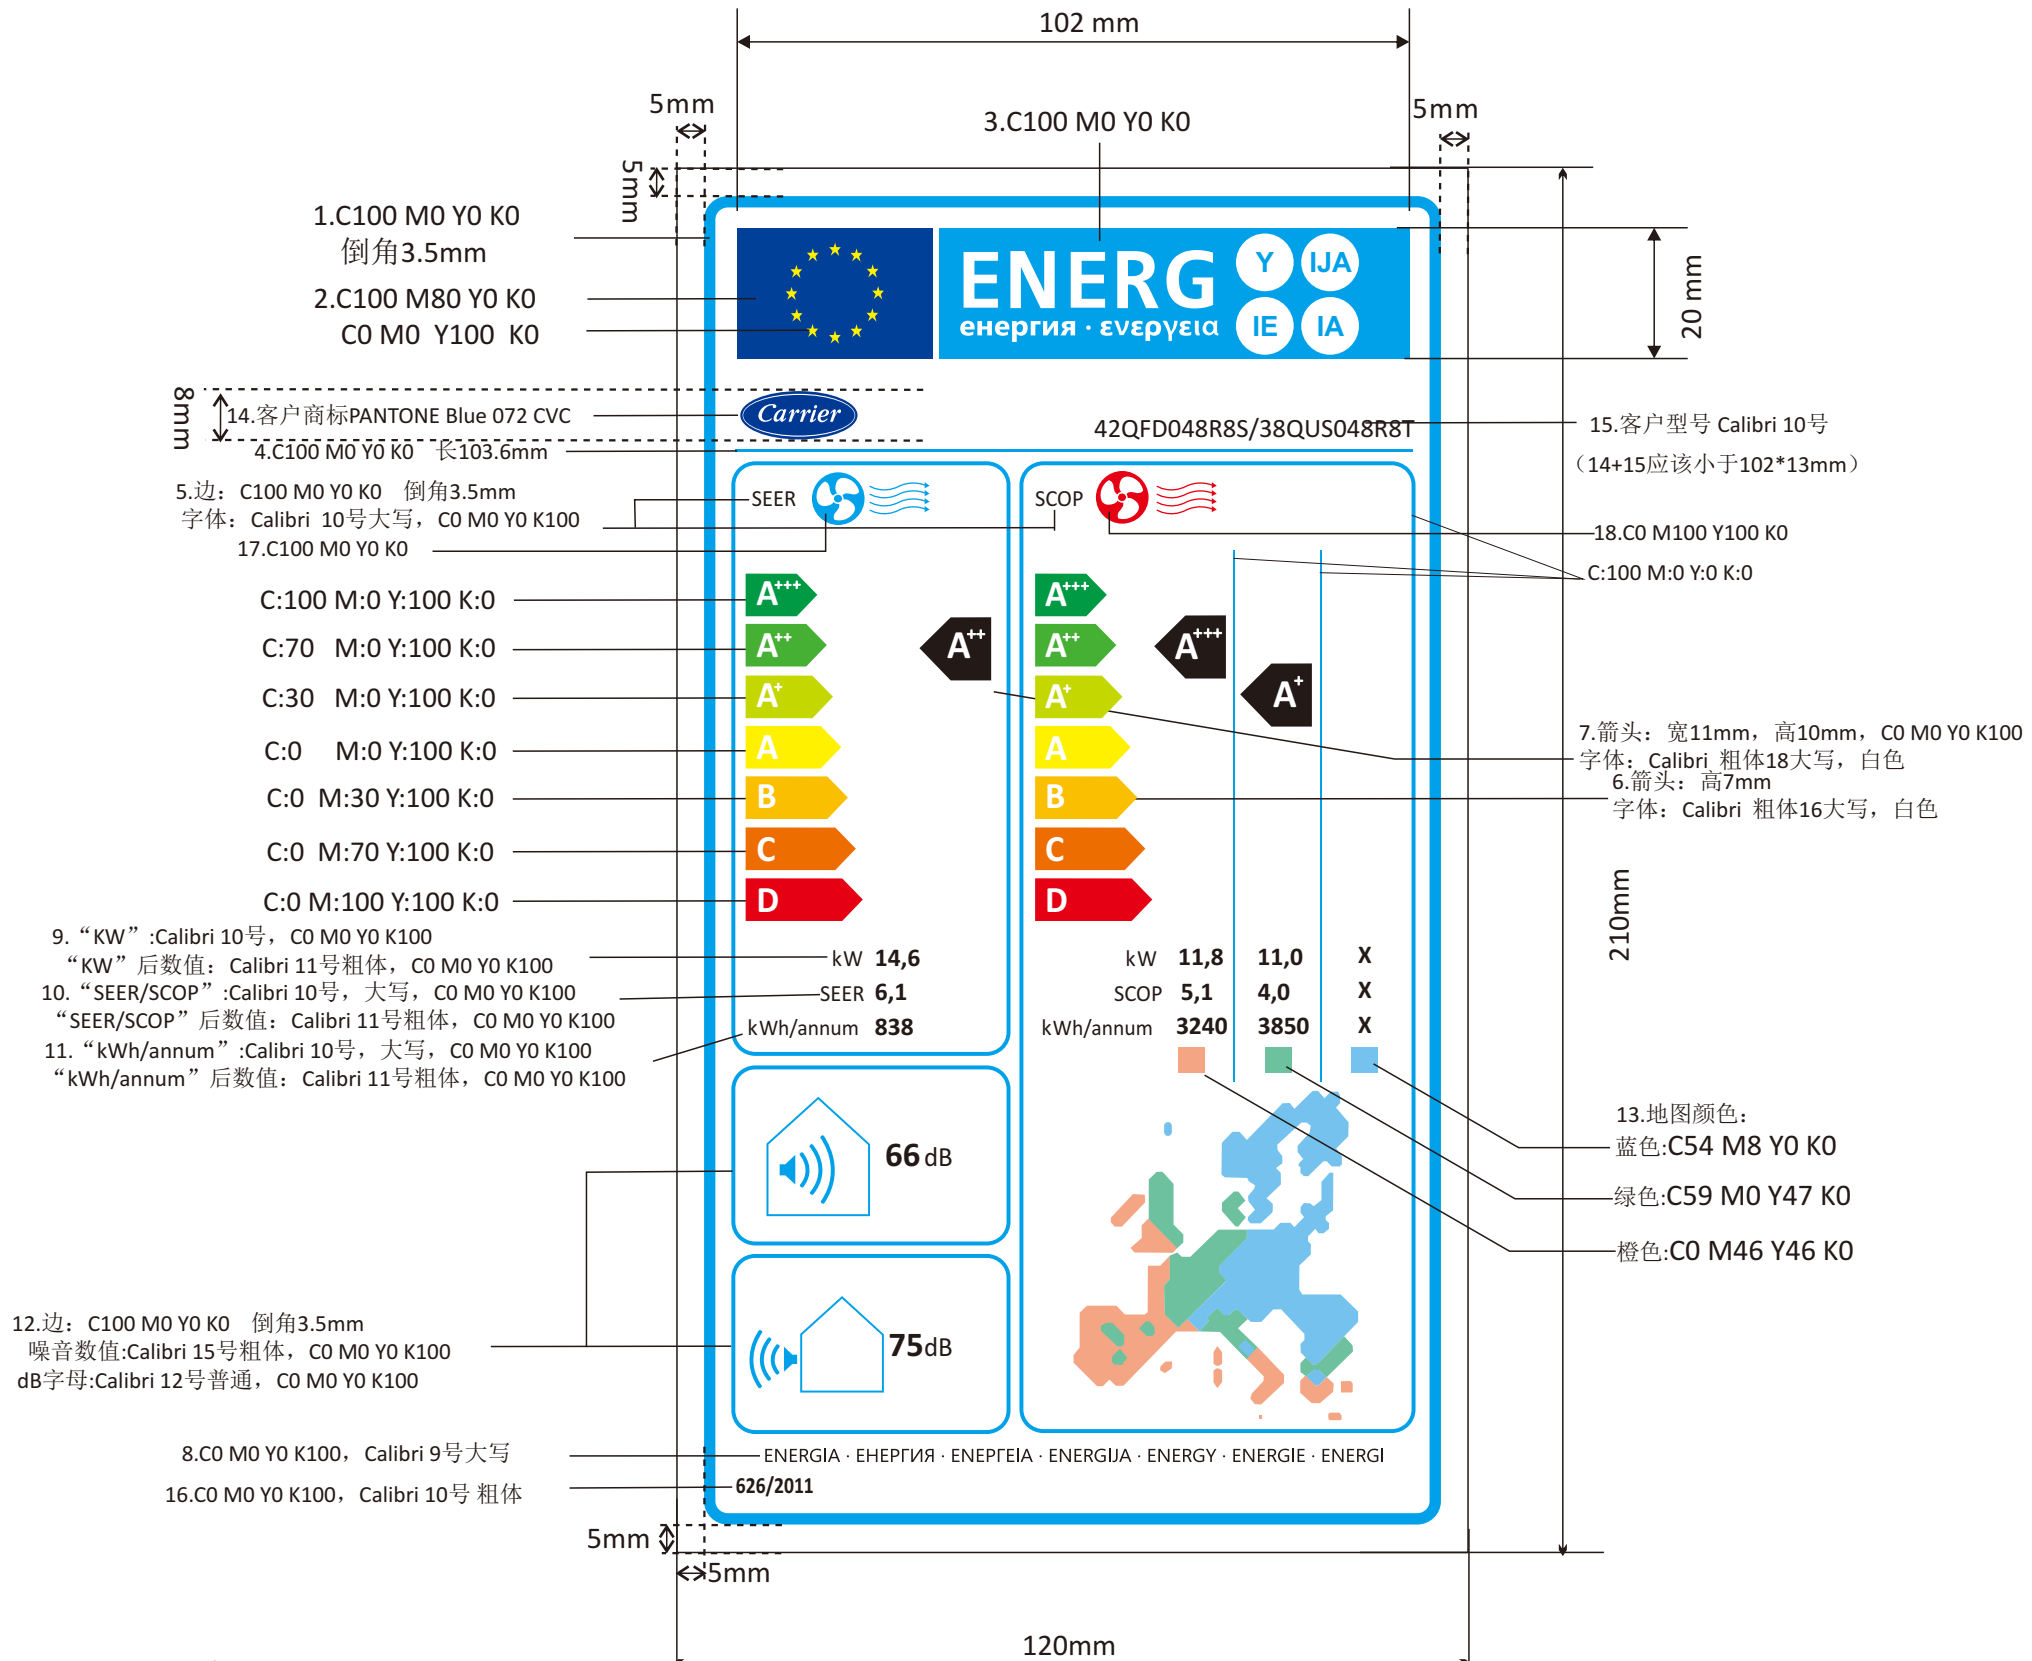 102 mm
5mm
5mm
3.C100 M0 Y0 K0
5mm
1.C100 M0 Y0 K0
倒角3.5mm
2.C100 M80 Y0 K0
C0 M0 Y100 K0
ENERG
енергия · ενεργεια
Y
IJA
IE
IA
20 mm
8mm
14.客户商标PANTONE Blue 072 CVC
Carrier
42QFD048R8S/38QUS048R8T
15.客户型号 Calibri 10号
（14+15应该小于102*13mm）
4.C100 M0 Y0 K0 长103.6mm
5.边：C100 M0 Y0 K0 倒角3.5mm
字体：Calibri 10号大写，C0 M0 Y0 K100
17.C100 M0 Y0 K0
SEER
SCOP
18.C0 M100 Y100 K0
C:100 M:0 Y:0 K:0
C:100 M:0 Y:100 K:0
A+++
A+++
C:70 M:0 Y:100 K:0
A++
A++
A++
A+++
C:30 M:0 Y:100 K:0
A+
A+
A+
C:0 M:0 Y:100 K:0
A
A
7.箭头：宽11mm，高10mm，C0 M0 Y0 K100
字体：Calibri 粗体18大写，白色
6.箭头：高7mm
字体：Calibri 粗体16大写，白色
C:0 M:30 Y:100 K:0
B
B
C:0 M:70 Y:100 K:0
C
C
C:0 M:100 Y:100 K:0
D
D
210mm
9.“KW”:Calibri 10号，C0 M0 Y0 K100
“KW”后数值：Calibri 11号粗体，C0 M0 Y0 K100
10.“SEER/SCOP”:Calibri 10号，大写，C0 M0 Y0 K100
“SEER/SCOP”后数值：Calibri 11号粗体，C0 M0 Y0 K100
11.“kWh/annum”:Calibri 10号，大写，C0 M0 Y0 K100
“kWh/annum”后数值：Calibri 11号粗体，C0 M0 Y0 K100
kW 14,6
SEER 6,1
kWh/annum 838
kW 11,8 11,0 X
SCOP 5,1 4,0 X
kWh/annum 3240 3850 X
66 dB
75dB
13.地图颜色：
蓝色:C54 M8 Y0 K0
绿色:C59 M0 Y47 K0
橙色:C0 M46 Y46 K0
12.边：C100 M0 Y0 K0 倒角3.5mm
噪音数值:Calibri 15号粗体，C0 M0 Y0 K100
dB字母:Calibri 12号普通，C0 M0 Y0 K100
8.C0 M0 Y0 K100，Calibri 9号大写
ENERGIA · ЕНЕРГИЯ · ΕΝΕΡΓΕΙΑ · ENERGIJA · ENERGY · ENERGIE · ENERGI
16.C0 M0 Y0 K100，Calibri 10号 粗体
626/2011
5mm
5mm
120mm